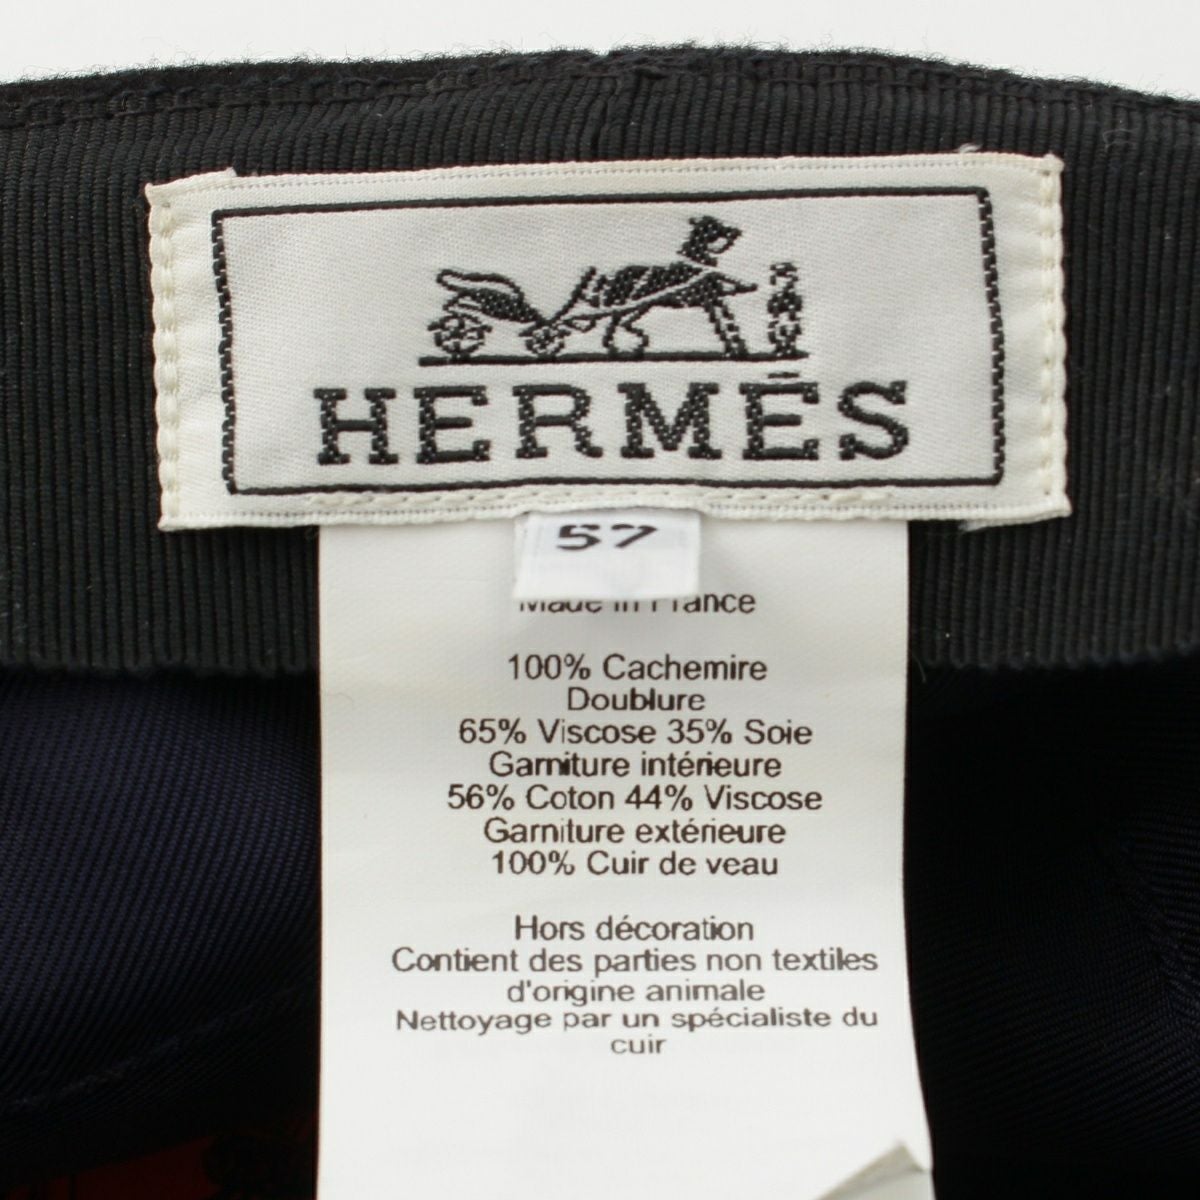 HERMÈS
57
Made in France
100% Cachemire
Doublure
65% Viscose 35% Soie
Garniture intérieure
56% Coton 44% Viscose
Garniture extérieure
100% Cuir de veau
Hors décoration
Contient des parties non textiles
d'origine animale
Nettoyage par un spécialiste du
cuir